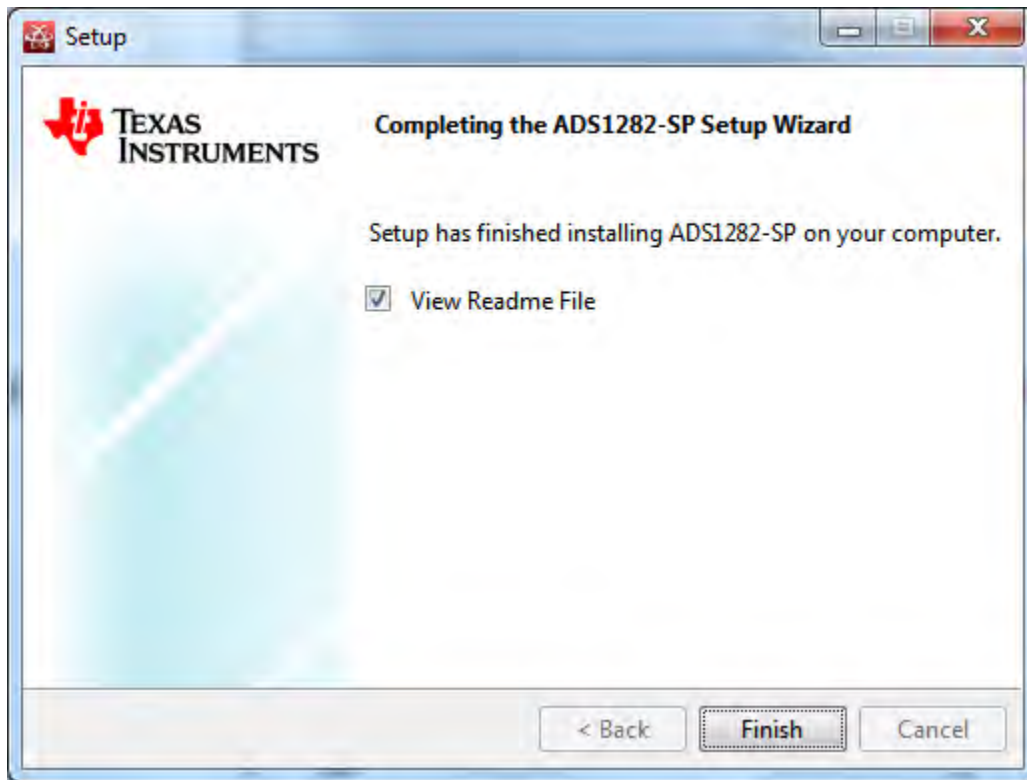 Setup
TEXAS
INSTRUMENTS
Completing the ADS1282-SP Setup Wizard
Setup has finished installing ADS1282-SP on your computer.
View Readme File
< Back
Finish
Cancel